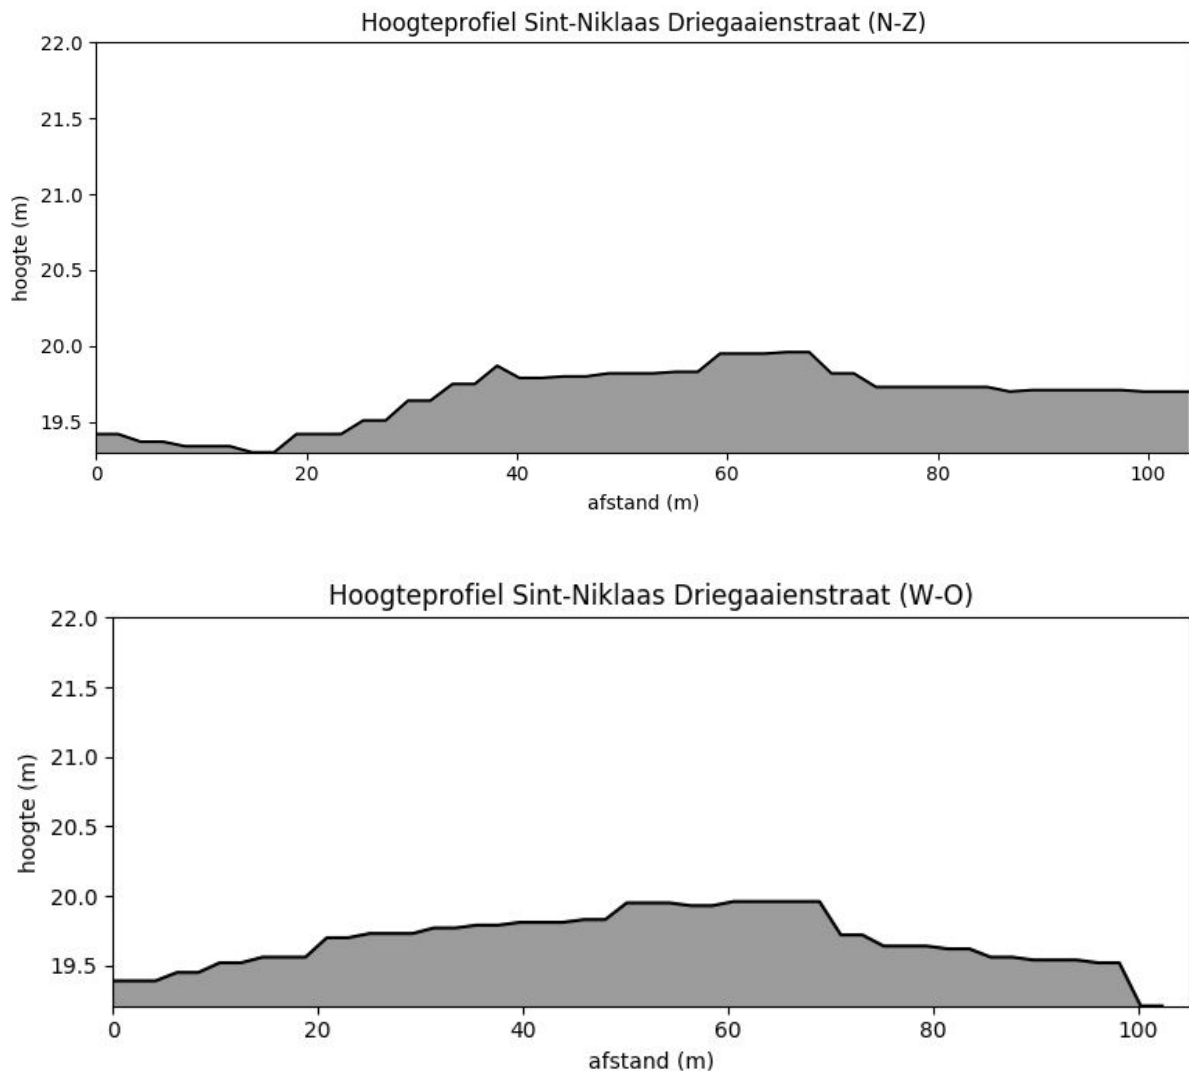 Hoogteprofiel Sint-Niklaas Driegaaienstraat (N-Z)
22.0
21.5
21.0
20.5
20.0
19.5
hoogte (m)
0 20 40 60 80 100
afstand (m)
Hoogteprofiel Sint-Niklaas Driegaaienstraat (W-O)
22.0
21.5
21.0
20.5
20.0
19.5
hoogte (m)
0 20 40 60 80 100
afstand (m)